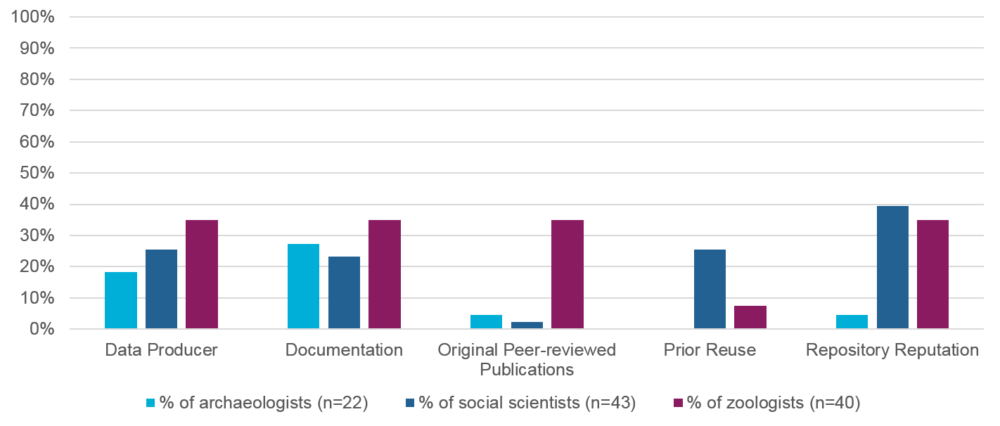 100%
90%
80%
70%
60%
50%
40%
30%
20%
10%
0%
Data Producer
Documentation
Original Peer-reviewed
Publications
Prior Reuse
Repository Reputation
% of archaeologists (n=22)
% of social scientists (n=43)
% of zoologists (n=40)